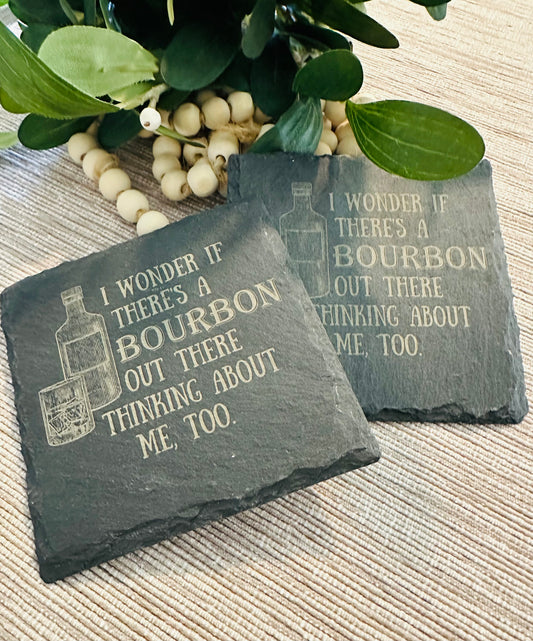 I WONDER IF
THERE'S A
BOURBON
OUT THERE
THINKING ABOUT
ME, TOO.
I WONDER IF
THERE'S A
BOURBON
OUT THERE
THINKING ABOUT
ME, TOO.